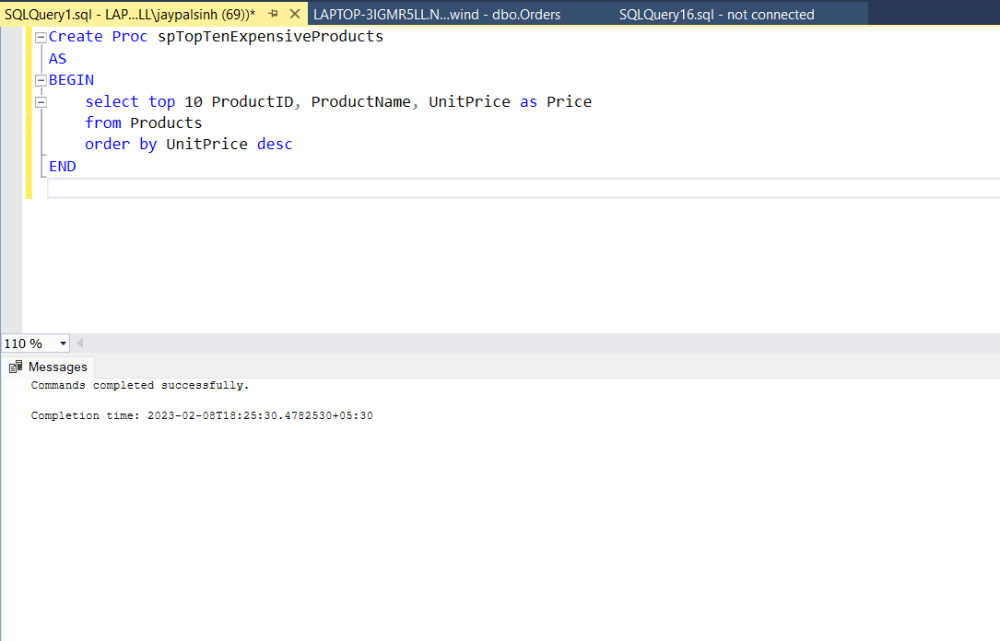 SQLQuery1.sql - LAP...LL\jaypalsinh (69))* LAPTOP-3IGMR5LL.N...wind - dbo.Orders SQLQuery16.sql - not connected
Create Proc spTopTenExpensiveProducts
AS
BEGIN
select top 10 ProductID, ProductName, UnitPrice as Price
from Products
order by UnitPrice desc
END
110 %
Messages
Commands completed successfully.
Completion time: 2023-02-08T18:25:30.4782530+05:30